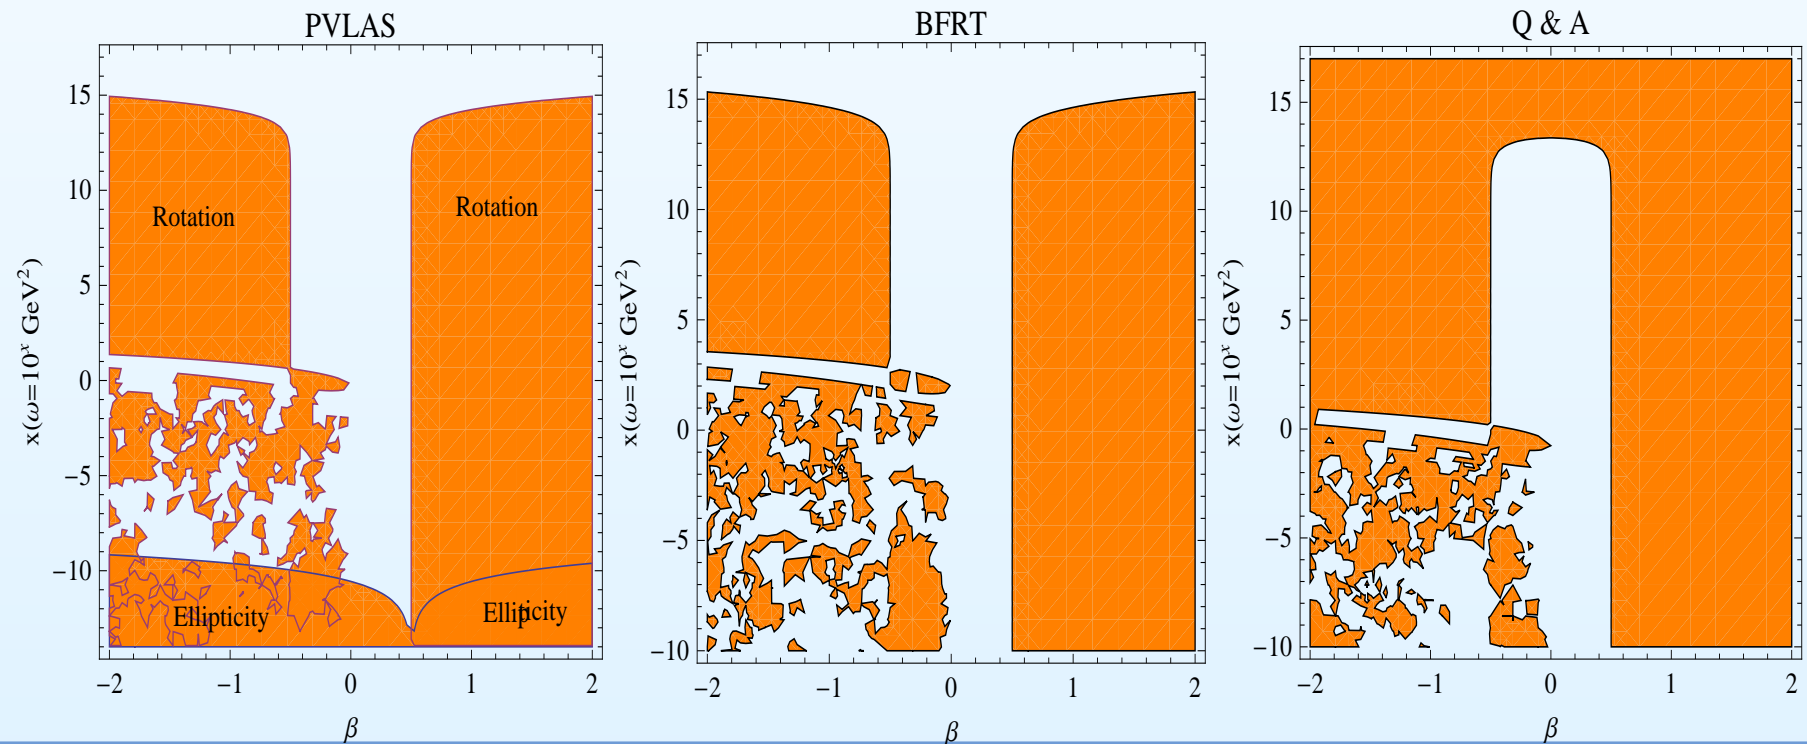 PVLAS
15
10
5
0
−5
−10
−2
−1
0
1
2
x(ω=10^x GeV^2)
β
Rotation
Rotation
Ellipticity
Ellipticity
BFRT
15
10
5
0
−5
−10
−2
−1
0
1
2
x(ω=10^x GeV^2)
β
Q & A
15
10
5
0
−5
−10
−2
−1
0
1
2
x(ω=10^x GeV^2)
β